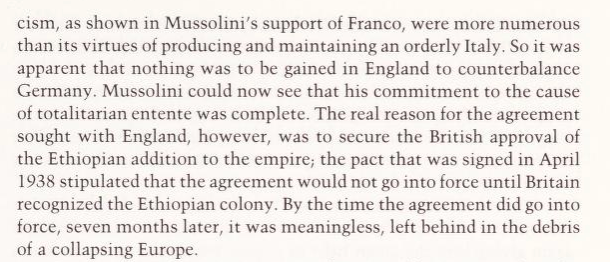 cism, as shown in Mussolini's support of Franco, were more numerous
than its virtues of producing and maintaining an orderly Italy. So it was
apparent that nothing was to be gained in England to counterbalance
Germany. Mussolini could now see that his commitment to the cause
of totalitarian entente was complete. The real reason for the agreement
sought with England, however, was to secure the British approval of
the Ethiopian addition to the empire; the pact that was signed in April
1938 stipulated that the agreement would not go into force until Britain
recognized the Ethiopian colony. By the time the agreement did go into
force, seven months later, it was meaningless, left behind in the debris
of a collapsing Europe.